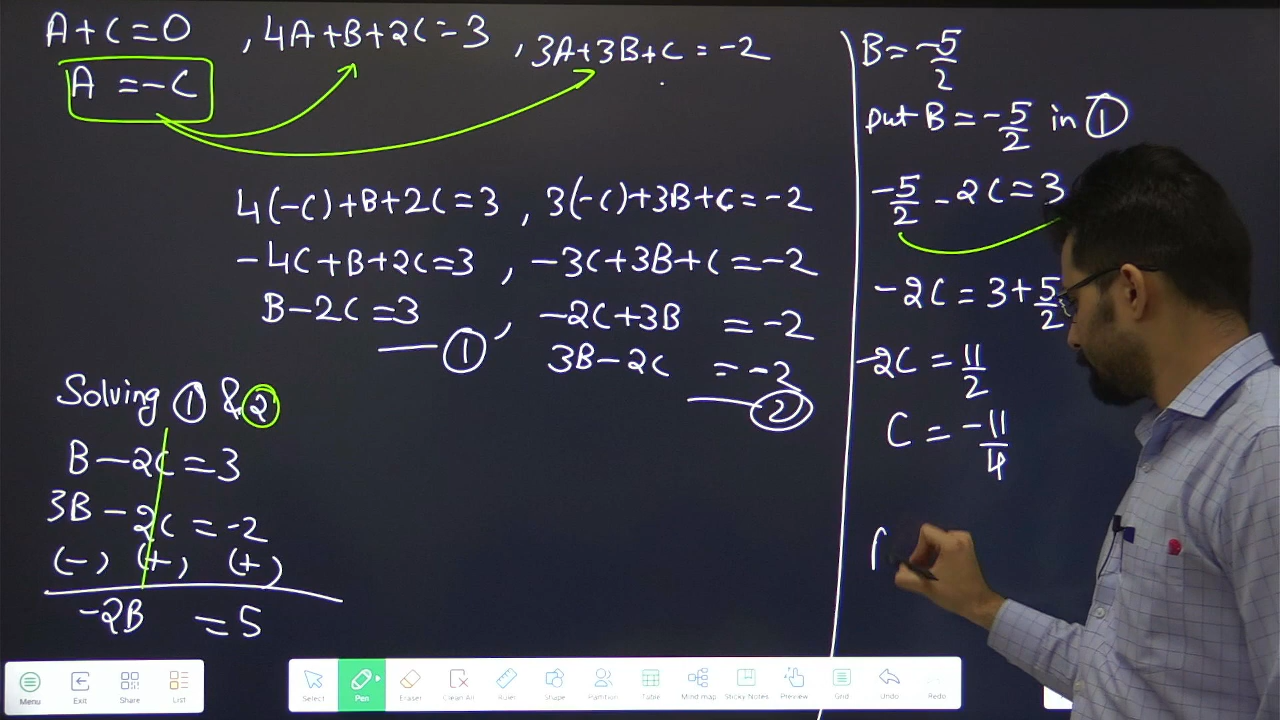 A+C=0 , 4A+B+2C=3 , 3A+3B+C=-2
A =-C
4(-C)+B+2C=3 , 3(-C)+3B+C=-2
-4C+B+2C=3 , -3C+3B+C=-2
B-2C=3 , -2C+3B =-2
— ① 3B-2C =-2
— ②
Solving ① & ②
B-2C=3
3B-2C=-2
(-) (+) (+)
-2B =5
B=-5/2
put B=-5/2 in ①
-5/2-2C=3
-2C=3+5/2
-2C=11/2
C=-11/4
Menu Escape Share List Select Pen Eraser Clean All Ruler Shape Partition Table Mind map Sticky Notes Preview Grid Undo Redo